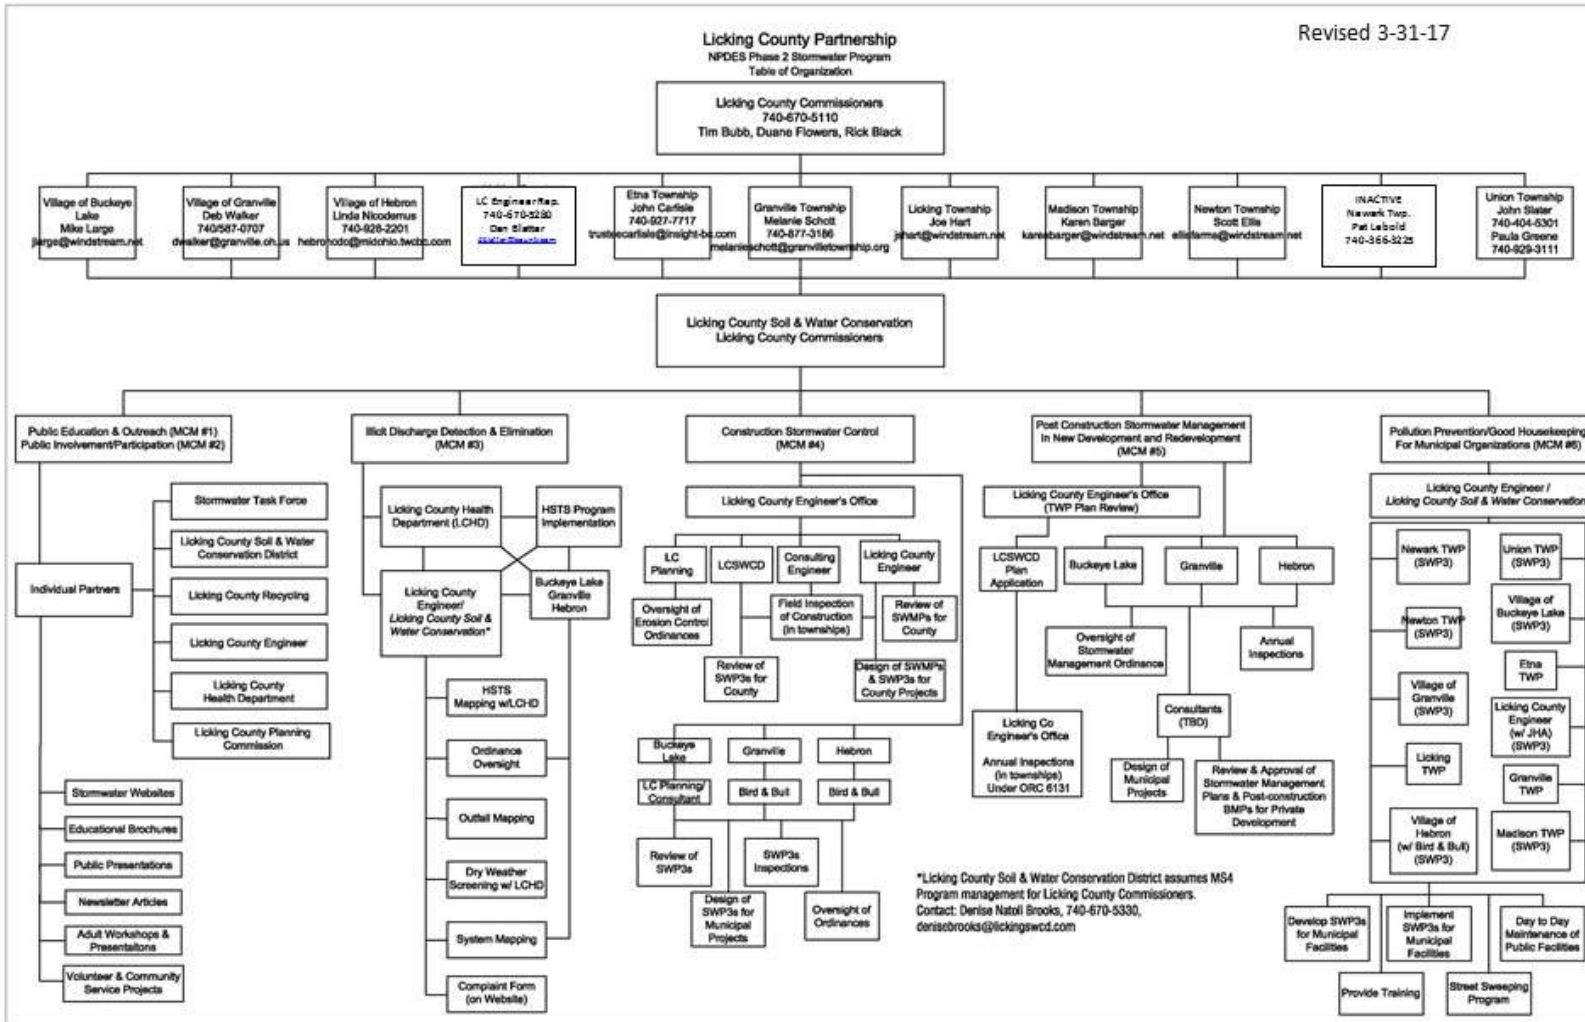 Revised 3-31-17
Licking County Partnership
NPDES Phase 2 Stormwater Program
Table of Organization
Licking County Commissioners
740-670-5110
Tim Bubb, Duane Flowers, Rick Black
Village of Buckeye
Lake
Mike Large
jlarge@windstream.net
Village of Granville
Deb Walker
740/587-0707
dwalker@granville.oh.us
Village of Hebron
Linda Nicodemus
740-928-2201
hebronodc@midohio.twcbc.com
LC Engineer Rep.
740-670-5280
Dan Blatter
Etna Township
John Carlisle
740-927-7717
trusteecarlisle@insight-bc.com
Granville Township
Melanie Schott
740-877-3186
melanieschott@granvilletownship.org
Licking Township
Joe Hart
jshart@windstream.net
Madison Township
Karen Barger
karenbarger@windstream.net
Newton Township
Scott Ellis
ellisfarms@windstream.net
INACTIVE
Newark Twp.
Pat Lebold
740-366-3225
Union Township
John Slater
740-404-6301
Paula Greene
740-929-3111
Licking County Soil & Water Conservation
Licking County Commissioners
Public Education & Outreach (MCM #1)
Public Involvement/Participation (MCM #2)
Individual Partners
Stormwater Task Force
Licking County Soil & Water
Conservation District
Licking County Recycling
Licking County Engineer
Licking County
Health Department
Licking County Planning
Commission
Stormwater Websites
Educational Brochures
Public Presentations
Newsletter Articles
Adult Workshops &
Presentaitons
Volunteer & Community
Service Projects
Illicit Discharge Detection & Elimination
(MCM #3)
Licking County Health
Department (LCHD)
HSTS Program
Implementation
Licking County
Engineer/
Licking County Soil &
Water Conservation*
Buckeye Lake
Granville
Hebron
HSTS
Mapping w/LCHD
Ordinance
Oversight
Outfall Mapping
Dry Weather
Screening w/ LCHD
System Mapping
Complaint Form
(on Website)
Construction Stormwater Control
(MCM #4)
Licking County Engineer's Office
LC
Planning
LCSWCD
Consulting
Engineer
Licking County
Engineer
Oversight of
Erosion Control
Ordinances
Field Inspection
of Construction
(in townships)
Review of
SWMPs for
County
Review of
SWP3s for
County
Design of SWMPs
& SWP3s for
County Projects
Buckeye
Lake
Granville
Hebron
LC Planning/
Consultant
Bird & Bull
Bird & Bull
Review of
SWP3s
SWP3s
Inspections
Design of
SWP3s for
Municipal
Projects
Oversight of
Ordinances
Post Construction Stormwater Management
In New Development and Redevelopment
(MCM #5)
Licking County Engineer's Office
(TWP Plan Review)
LCSWCD
Plan
Application
Buckeye Lake
Granville
Hebron
Oversight of
Stormwater
Management Ordinance
Annual
Inspections
Consultants
(TBD)
Licking Co
Engineer's Office
Annual Inspections
(in townships)
Under ORC 6131
Design of
Municipal
Projects
Review & Approval of
Stormwater Management
Plans & Post-construction
BMPs for Private
Development
*Licking County Soil & Water Conservation District assumes MS4
Program management for Licking County Commissioners.
Contact: Denise Natoli Brooks, 740-670-5330,
denisebrooks@lickingswcd.com
Pollution Prevention/Good Housekeeping
For Municipal Organizations (MCM #6)
Licking County Engineer /
Licking County Soil & Water Conservation
Newark TWP
(SWP3)
Union TWP
(SWP3)
Newton TWP
(SWP3)
Village of
Buckeye Lake
(SWP3)
Etna
TWP
Village of
Granville
(SWP3)
Licking County
Engineer
(w/ JHA)
(SWP3)
Licking
TWP
Granville
TWP
Village of
Hebron
(w/ Bird & Bull)
(SWP3)
Madison TWP
(SWP3)
Develop SWP3s
for Municipal
Facilities
Implement
SWP3s for
Municipal
Facilities
Day to Day
Maintenance of
Public Facilities
Provide Training
Street Sweeping
Program